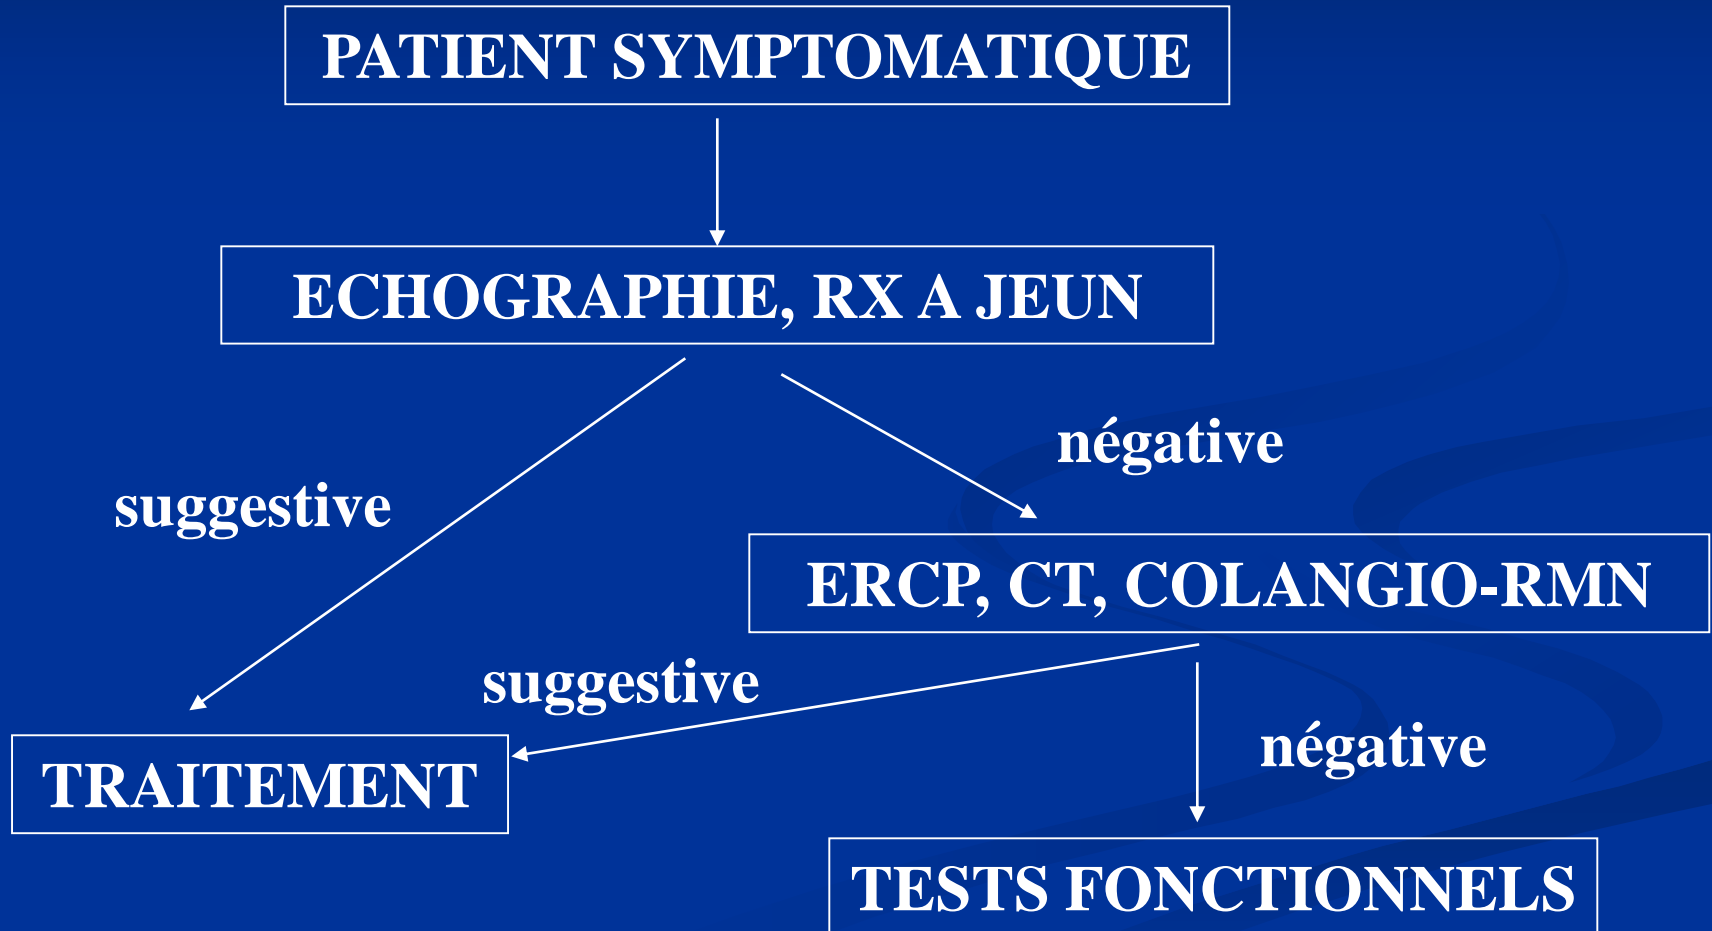 PATIENT SYMPTOMATIQUE
ECHOGRAPHIE, RX A JEUN
négative
suggestive
ERCP, CT, COLANGIO-RMN
suggestive
négative
TRAITEMENT
TESTS FONCTIONNELS